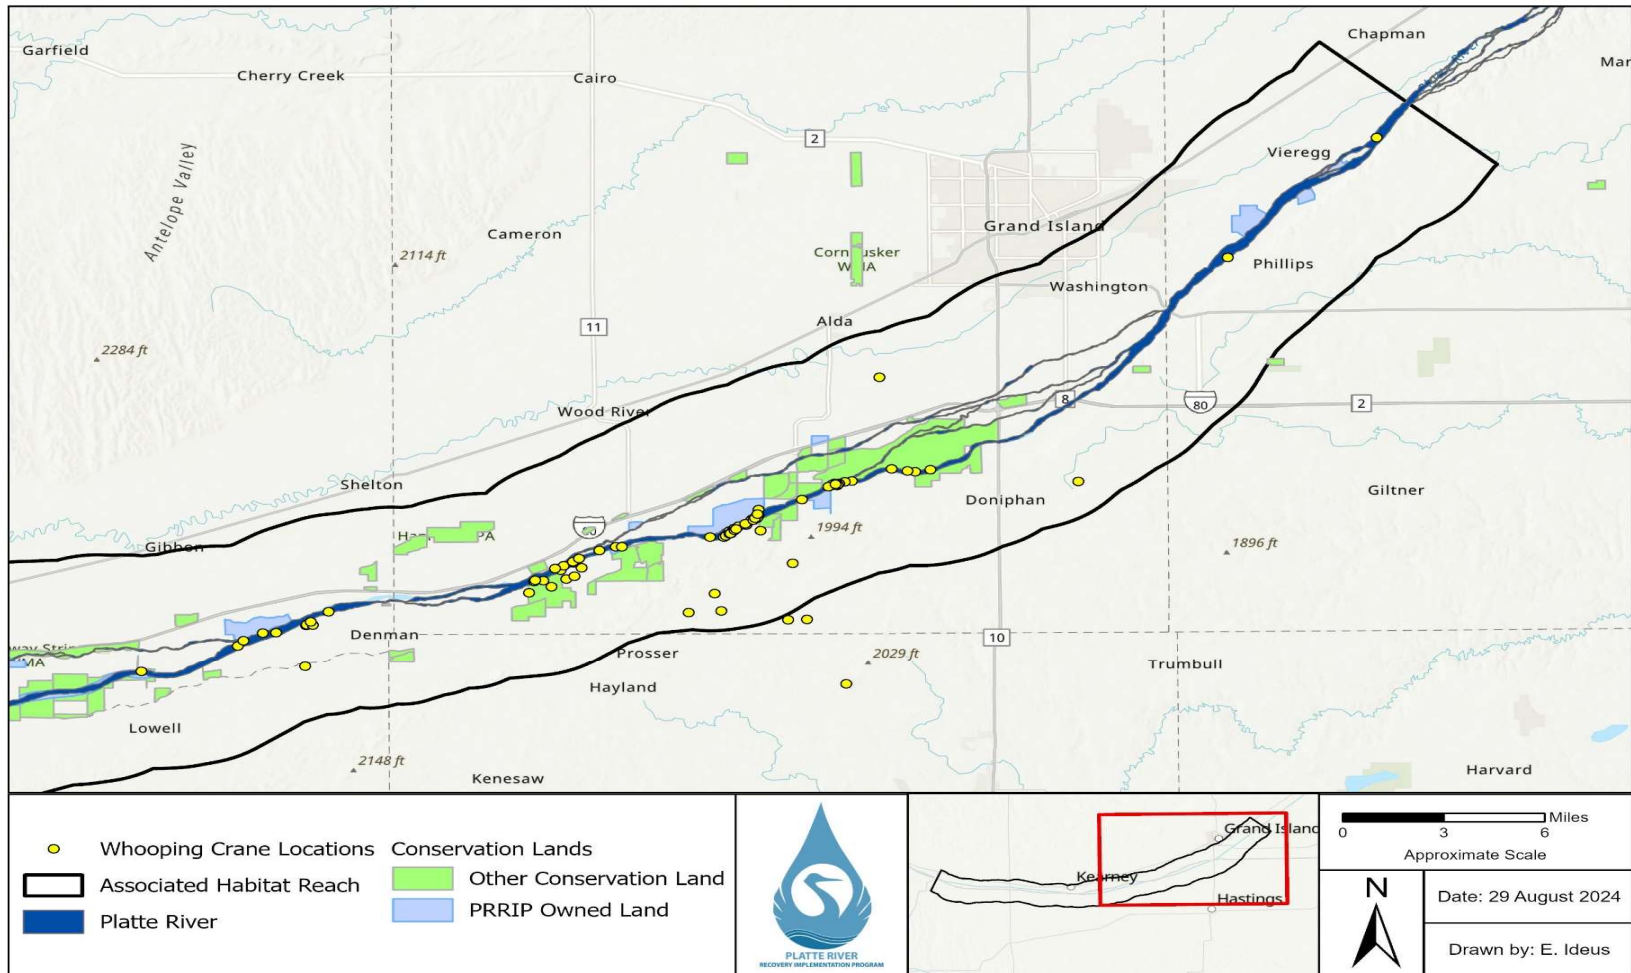 Garfield
Cherry Creek
Cairo
Chapman
Mar
2
Antelope Valley
Vieregg
Cameron
2114 ft
Grand Island
Phillips
Washington
Alda
11
2284 ft
Wood River
8
80
2
Shelton
Doniphan
Giltner
1994 ft
1896 ft
Gibbon
Denman
10
Prosser
2029 ft
Trumbull
MA
Hayland
Lowell
2148 ft
Kenesaw
Harvard
Whooping Crane Locations
Associated Habitat Reach
Platte River
Conservation Lands
Other Conservation Land
PRRIP Owned Land
PLATTE RIVER
RECOVERY IMPLEMENTATION PROGRAM
Grand Island
Kearney
Hastings
Miles
0 3 6
Approximate Scale
N
Date: 29 August 2024
Drawn by: E. Ideus